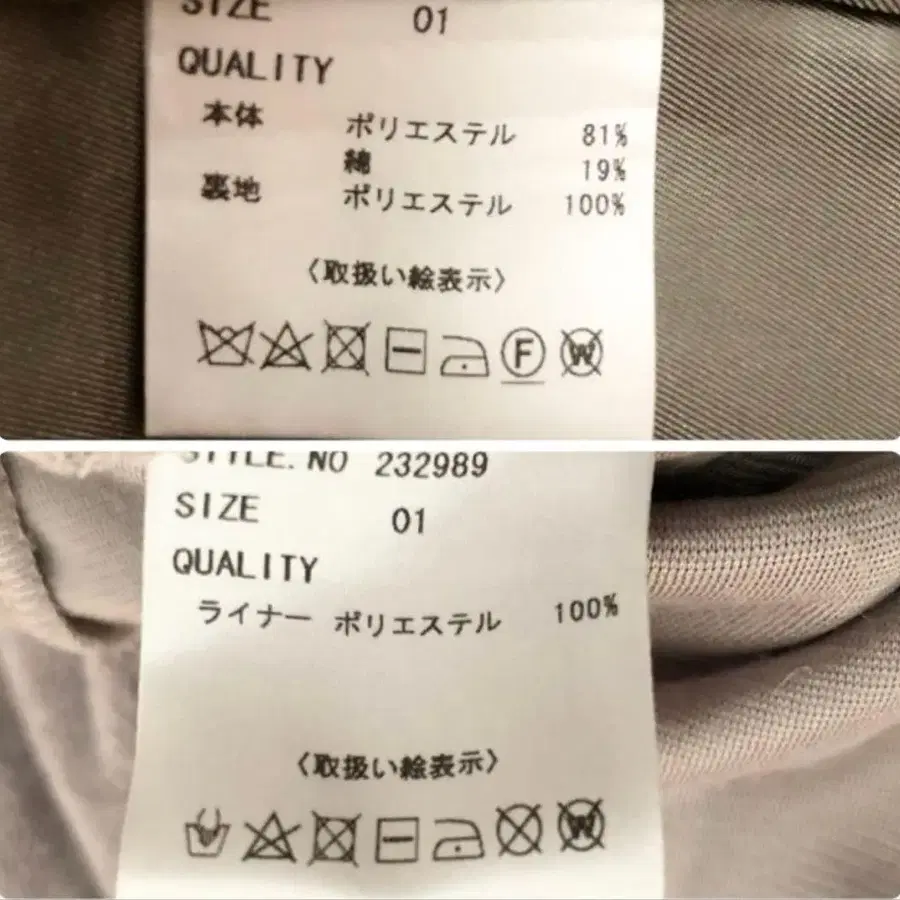 SIZE 01
QUALITY
本体 ポリエステル 81%
綿 19%
裏地 ポリエステル 100%
〈取扱い絵表示〉
F W
STYLE.NO 232989
SIZE 01
QUALITY
ライナー ポリエステル 100%
〈取扱い絵表示〉
W